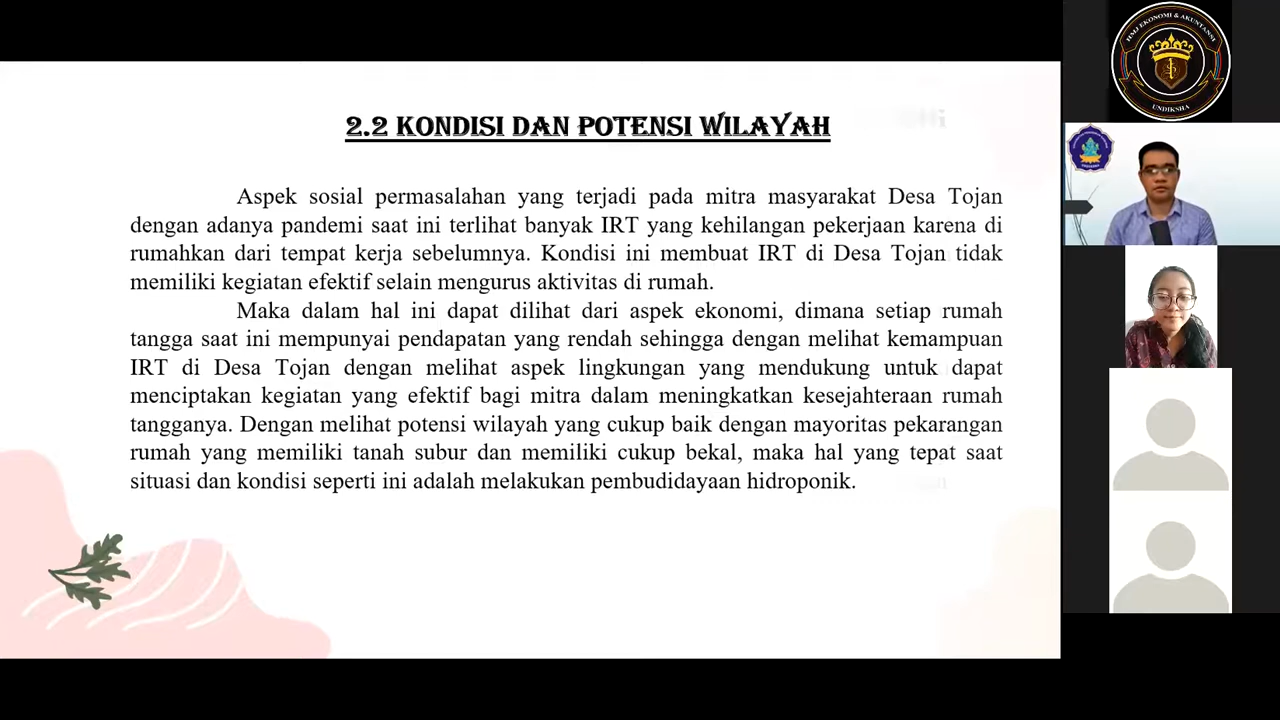 2.2 KONDISI DAN POTENSI WILAYAH
Aspek sosial permasalahan yang terjadi pada mitra masyarakat Desa Tojan
dengan adanya pandemi saat ini terlihat banyak IRT yang kehilangan pekerjaan karena di
rumahkan dari tempat kerja sebelumnya. Kondisi ini membuat IRT di Desa Tojan tidak
memiliki kegiatan efektif selain mengurus aktivitas di rumah.
Maka dalam hal ini dapat dilihat dari aspek ekonomi, dimana setiap rumah
tangga saat ini mempunyai pendapatan yang rendah sehingga dengan melihat kemampuan
IRT di Desa Tojan dengan melihat aspek lingkungan yang mendukung untuk dapat
menciptakan kegiatan yang efektif bagi mitra dalam meningkatkan kesejahteraan rumah
tangganya. Dengan melihat potensi wilayah yang cukup baik dengan mayoritas pekarangan
rumah yang memiliki tanah subur dan memiliki cukup bekal, maka hal yang tepat saat
situasi dan kondisi seperti ini adalah melakukan pembudidayaan hidroponik.
HMJ EKONOMI & AKUNTANSI
UNDIKSHA